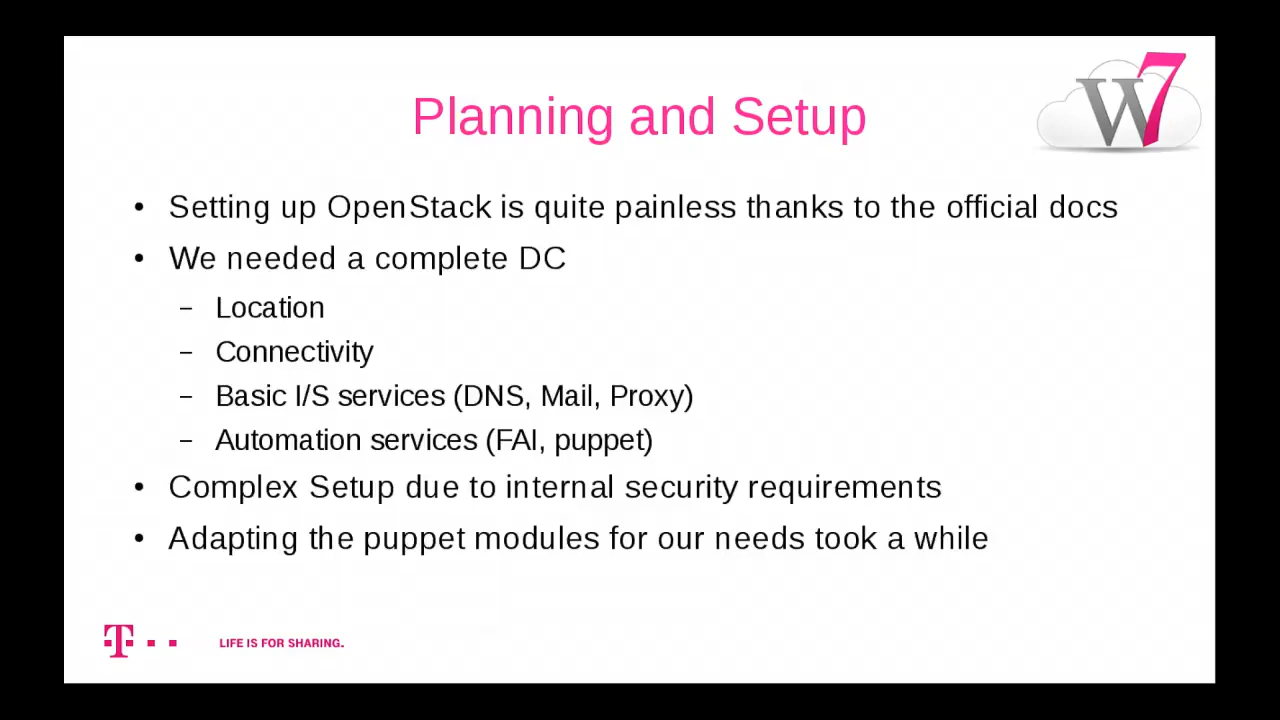 W7
Planning and Setup
• Setting up OpenStack is quite painless thanks to the official docs
• We needed a complete DC
– Location
– Connectivity
– Basic I/S services (DNS, Mail, Proxy)
– Automation services (FAI, puppet)
• Complex Setup due to internal security requirements
• Adapting the puppet modules for our needs took a while
T LIFE IS FOR SHARING.